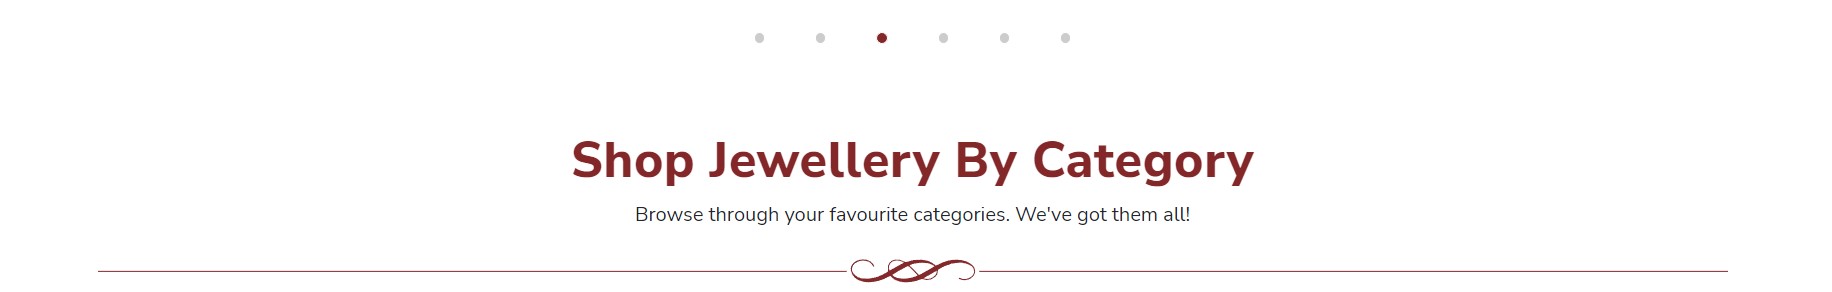 Shop Jewellery By Category
Browse through your favourite categories. We've got them all!